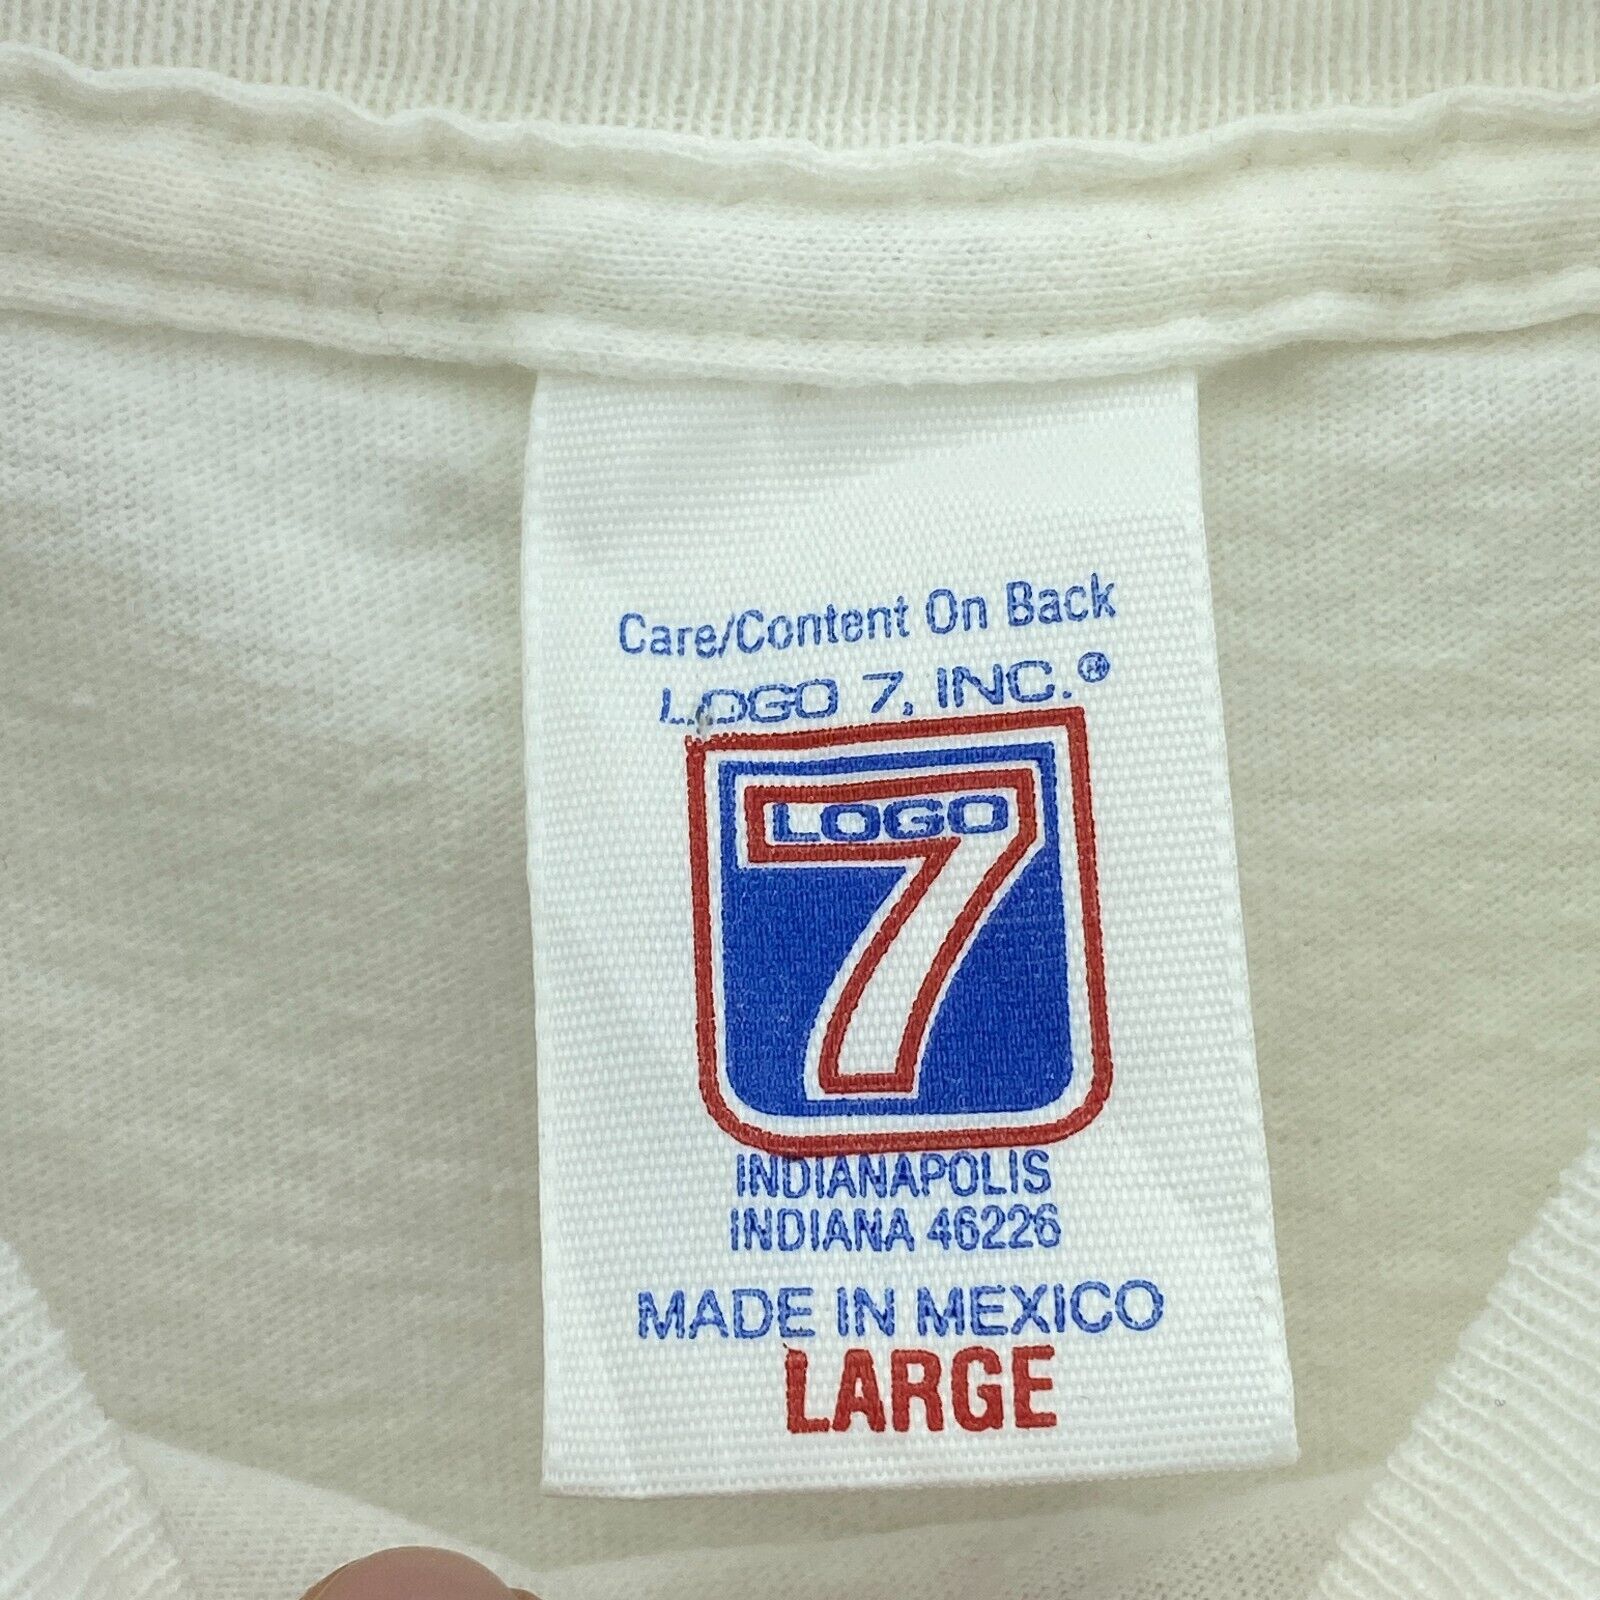 Care/Content On Back
LOGO 7, INC.®
LOGO
7
INDIANAPOLIS
INDIANA 46226
MADE IN MEXICO
LARGE